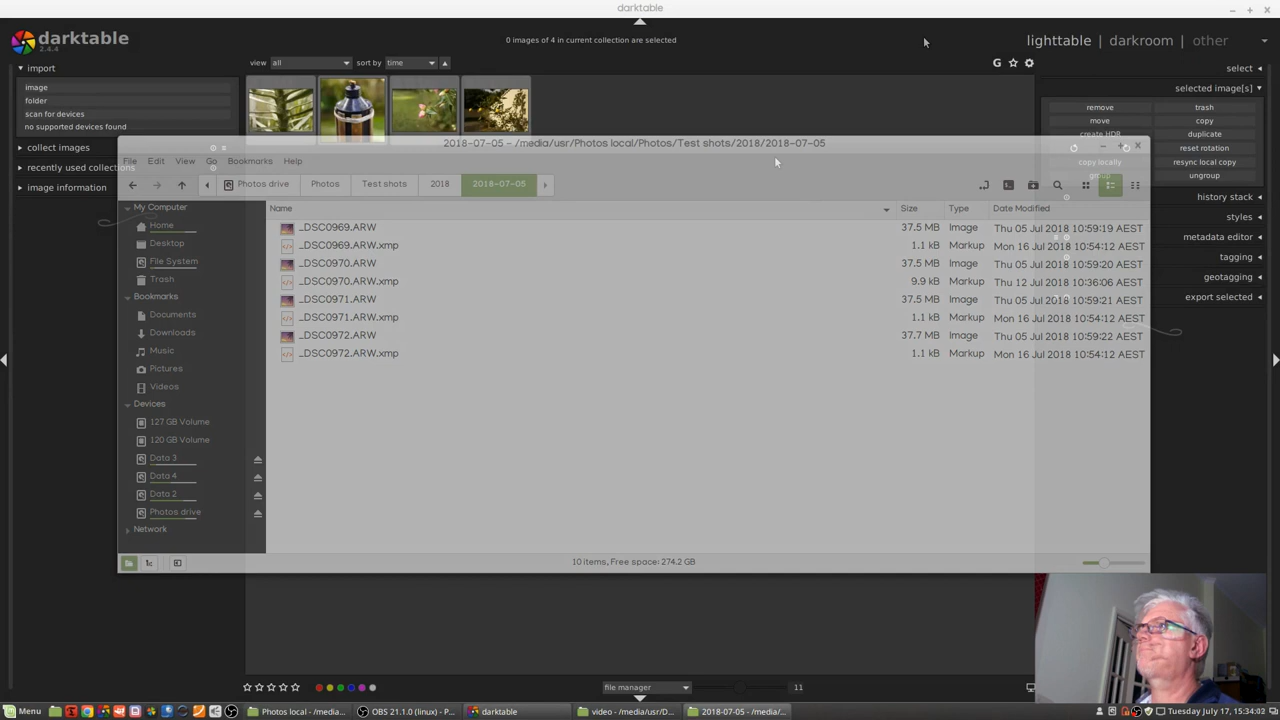 darktable
darktable
2.4.4
0 images of 4 in current collection are selected
lighttable | darkroom | other
import
view all sort by time
G
select
image
folder
scan for devices
no supported devices found
selected image[s]
remove trash
move copy
create HDR duplicate
reset rotation
copy locally resync local copy
group ungroup
collect images
recently used collections
image information
history stack
styles
metadata editor
tagging
geotagging
export selected
2018-07-05 - /media/usr/Photos local/Photos/Test shots/2018/2018-07-05
File Edit View Go Bookmarks Help
Photos drive Photos Test shots 2018 2018-07-05
Name Size Type Date Modified
My Computer
Home
Desktop
File System
Trash
Bookmarks
Documents
Downloads
Music
Pictures
Videos
Devices
127 GB Volume
120 GB Volume
Data 3
Data 4
Data 2
Photos drive
Network
_DSC0969.ARW 37.5 MB Image Thu 05 Jul 2018 10:59:19 AEST
_DSC0969.ARW.xmp 1.1 kB Markup Mon 16 Jul 2018 10:54:12 AEST
_DSC0970.ARW 37.5 MB Image Thu 05 Jul 2018 10:59:20 AEST
_DSC0970.ARW.xmp 9.9 kB Markup Thu 12 Jul 2018 10:36:06 AEST
_DSC0971.ARW 37.5 MB Image Thu 05 Jul 2018 10:59:21 AEST
_DSC0971.ARW.xmp 1.1 kB Markup Mon 16 Jul 2018 10:54:12 AEST
_DSC0972.ARW 37.7 MB Image Thu 05 Jul 2018 10:59:22 AEST
_DSC0972.ARW.xmp 1.1 kB Markup Mon 16 Jul 2018 10:54:12 AEST
10 items, Free space: 274.2 GB
file manager 11
Menu Photos local - /media... OBS 21.1.0 (linux) - P... darktable video - /media/usr/D... 2018-07-05 - /media/... Tuesday July 17, 15:34:02